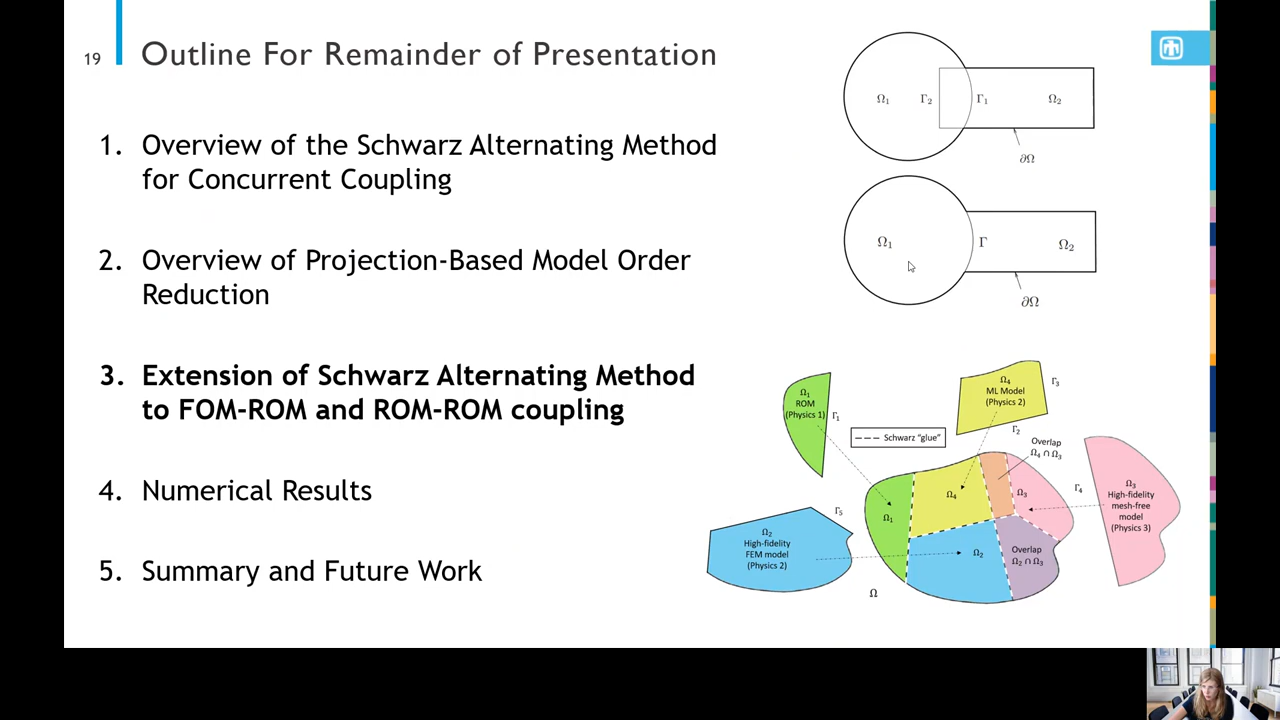 19
Outline For Remainder of Presentation
1. Overview of the Schwarz Alternating Method
for Concurrent Coupling
2. Overview of Projection-Based Model Order
Reduction
3. Extension of Schwarz Alternating Method
to FOM-ROM and ROM-ROM coupling
4. Numerical Results
5. Summary and Future Work
Ω₁ Γ₂ Γ₁ Ω₂
∂Ω
Ω₁ Γ Ω₂
∂Ω
Ω₁
ROM
(Physics 1)
Γ₁
Schwarz "glue"
Ω₄
ML Model
(Physics 2)
Γ₃
Γ₂
Overlap
Ω₄ ∩ Ω₃
Ω₃
High-fidelity
mesh-free
model
(Physics 3)
Γ₄
Γ₅
Ω₂
High-fidelity
FEM model
(Physics 2)
Ω₁
Ω₄
Ω₃
Ω₂
Overlap
Ω₂ ∩ Ω₃
Ω